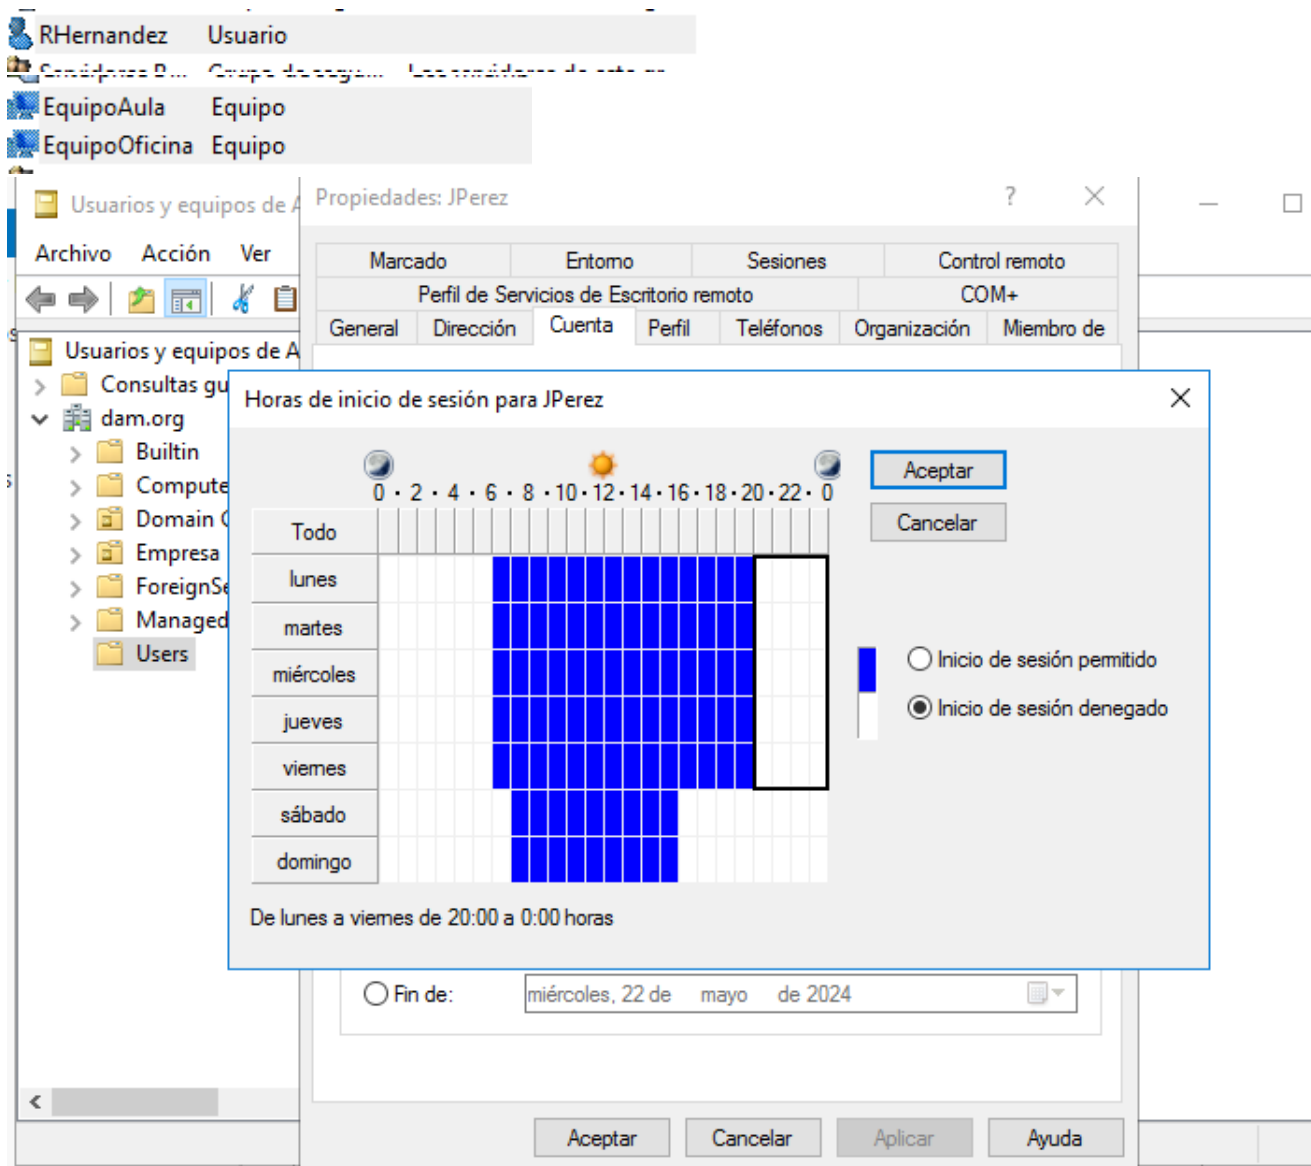 RHernandez Usuario
EquipoAula Equipo
EquipoOficina Equipo
Usuarios y equipos de A
Propiedades: JPerez ?
Archivo Acción Ver
Marcado Entorno Sesiones Control remoto
Perfil de Servicios de Escritorio remoto COM+
General Dirección Cuenta Perfil Teléfonos Organización Miembro de
Usuarios y equipos de A
Consultas gu
dam.org
Builtin
Compute
Domain C
Empresa
ForeignSe
Managed
Users
Horas de inicio de sesión para JPerez
0 · 2 · 4 · 6 · 8 · 10 · 12 · 14 · 16 · 18 · 20 · 22 · 0
Todo
lunes
martes
miércoles
jueves
viernes
sábado
domingo
Aceptar
Cancelar
Inicio de sesión permitido
Inicio de sesión denegado
De lunes a viernes de 20:00 a 0:00 horas
Fin de: miércoles, 22 de mayo de 2024
Aceptar Cancelar Aplicar Ayuda